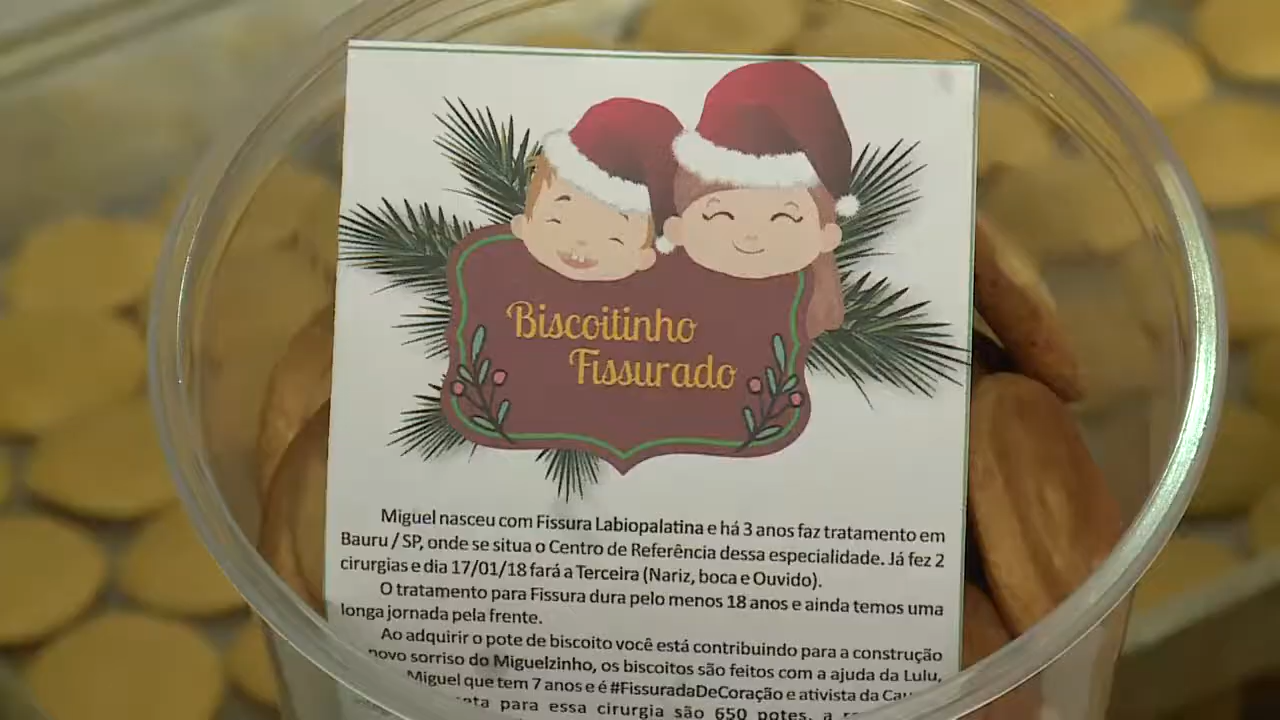 Biscoitinho
Fissurado
Miguel nasceu com Fissura Labiopalatina e há 3 anos faz tratamento em
Bauru / SP, onde se situa o Centro de Referência dessa especialidade. Já fez 2
cirurgias e dia 17/01/18 fará a Terceira (Nariz, boca e Ouvido).
O tratamento para Fissura dura pelo menos 18 anos e ainda temos uma
longa jornada pela frente.
Ao adquirir o pote de biscoito você está contribuindo para a construção
novo sorriso do Miguelzinho, os biscoitos são feitos com a ajuda da Lulu,
Miguel que tem 7 anos e é #FissuradaDeCoração e ativista da
para essa cirurgia são 650 potes, a